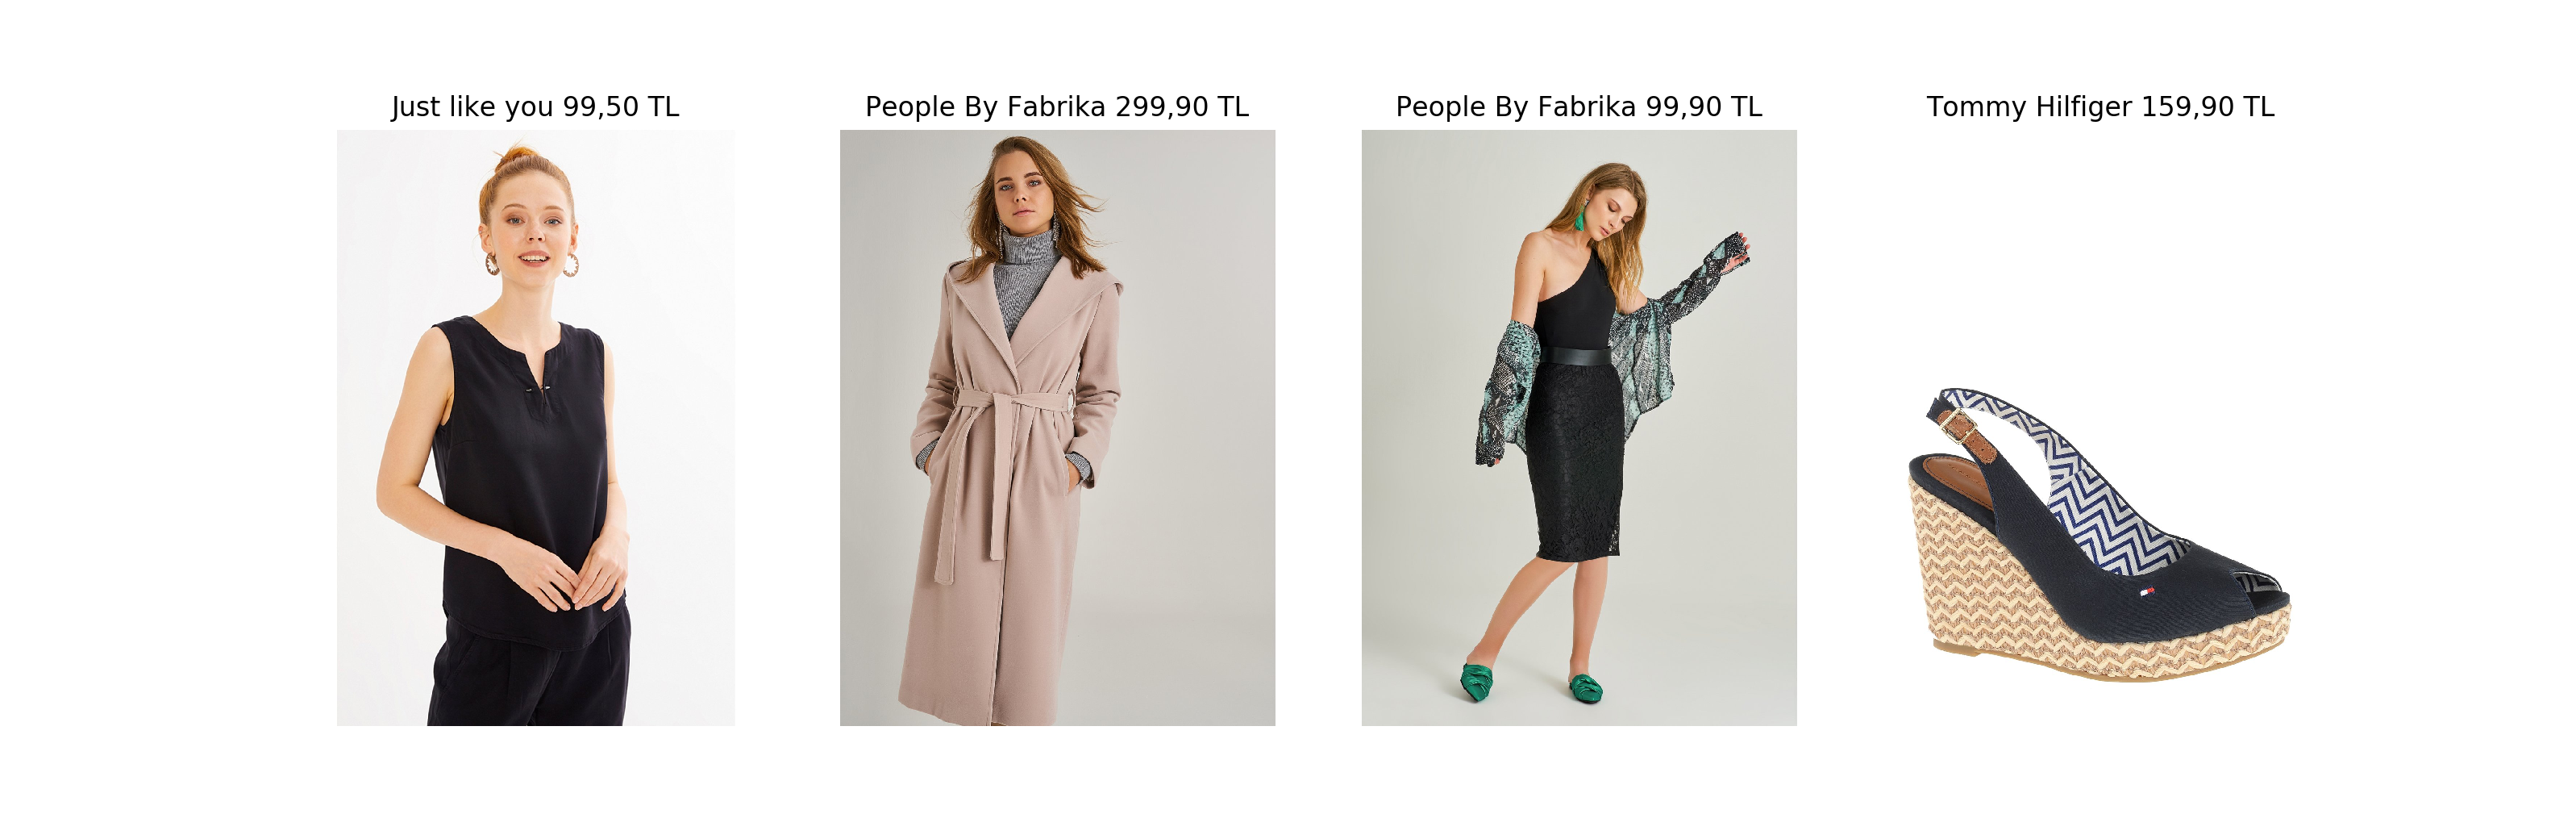 Just like you 99,50 TL
People By Fabrika 299,90 TL
People By Fabrika 99,90 TL
Tommy Hilfiger 159,90 TL